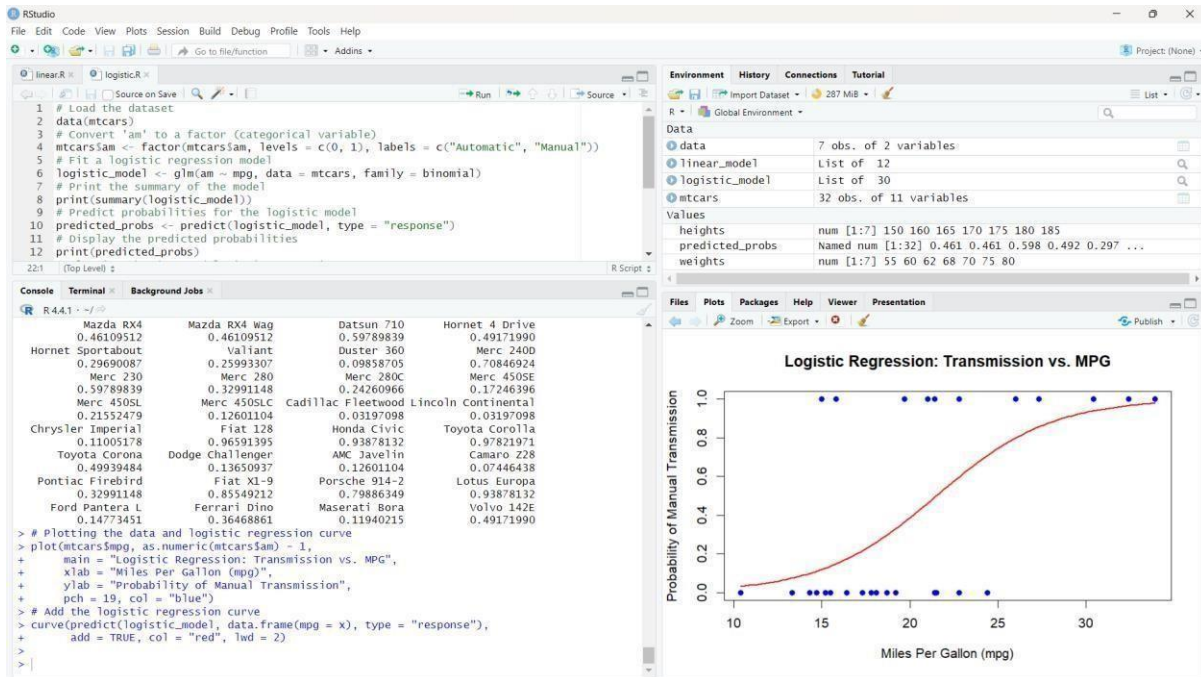 RStudio
File Edit Code View Plots Session Build Debug Profile Tools Help
Go to file/function Addins Project: (None)
linear.R logistic.R
Source on Save Run Source
1 # Load the dataset
2 data(mtcars)
3 # Convert 'am' to a factor (categorical variable)
4 mtcars$am <- factor(mtcars$am, levels = c(0, 1), labels = c("Automatic", "Manual"))
5 # Fit a logistic regression model
6 logistic_model <- glm(am ~ mpg, data = mtcars, family = binomial)
7 # Print the summary of the model
8 print(summary(logistic_model))
9 # Predict probabilities for the logistic model
10 predicted_probs <- predict(logistic_model, type = "response")
11 # Display the predicted probabilities
12 print(predicted_probs)
22:1 (Top Level) R Script
Console Terminal Background Jobs
R 4.4.1 · ~/
Mazda RX4 Mazda RX4 Wag Datsun 710 Hornet 4 Drive
0.46109512 0.46109512 0.59789839 0.49171990
Hornet Sportabout Valiant Duster 360 Merc 240D
0.29690087 0.25993307 0.09858705 0.70846924
Merc 230 Merc 280 Merc 280C Merc 450SE
0.59789839 0.32991148 0.24260966 0.17246396
Merc 450SL Merc 450SLC Cadillac Fleetwood Lincoln Continental
0.21552479 0.12601104 0.03197098 0.03197098
Chrysler Imperial Fiat 128 Honda Civic Toyota Corolla
0.11005178 0.96591395 0.93878132 0.97821971
Toyota Corona Dodge Challenger AMC Javelin Camaro Z28
0.49939484 0.13650937 0.12601104 0.07446438
Pontiac Firebird Fiat X1-9 Porsche 914-2 Lotus Europa
0.32991148 0.85549212 0.79886349 0.93878132
Ford Pantera L Ferrari Dino Maserati Bora Volvo 142E
0.14773451 0.36468861 0.11940215 0.49171990
> # Plotting the data and logistic regression curve
> plot(mtcars$mpg, as.numeric(mtcars$am) - 1,
+ main = "Logistic Regression: Transmission vs. MPG",
+ xlab = "Miles Per Gallon (mpg)",
+ ylab = "Probability of Manual Transmission",
+ pch = 19, col = "blue")
> # Add the logistic regression curve
> curve(predict(logistic_model, data.frame(mpg = x), type = "response"),
+ add = TRUE, col = "red", lwd = 2)
>
>
Environment History Connections Tutorial
Import Dataset 287 MiB List
R Global Environment
Data
data 7 obs. of 2 variables
linear_model List of 12
logistic_model List of 30
mtcars 32 obs. of 11 variables
Values
heights num [1:7] 150 160 165 170 175 180 185
predicted_probs Named num [1:32] 0.461 0.461 0.598 0.492 0.297 ...
weights num [1:7] 55 60 62 68 70 75 80
Files Plots Packages Help Viewer Presentation
Zoom Export Publish
Logistic Regression: Transmission vs. MPG
Probability of Manual Transmission
1.0
0.8
0.6
0.4
0.2
0.0
10 15 20 25 30
Miles Per Gallon (mpg)